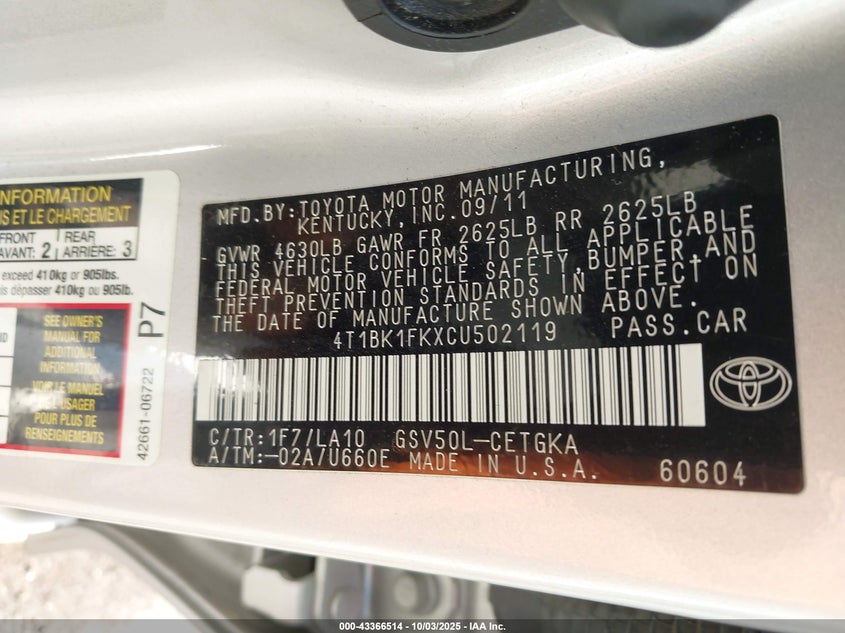 INFORMATION
US ET LE CHARGEMENT
FRONT
AVANT: 2
REAR
ARRIÈRE: 3
exceed 410kg or 905lbs.
dépasser 410kg ou 905lb.
SEE OWNER'S
MANUAL FOR
ADDITIONAL
INFORMATION
VOIR LE MANUEL
DE L'USAGER
POUR PLUS DE
RENSEIGNEMENTS
P7
42661-06722
MFD.BY:TOYOTA MOTOR MANUFACTURING,
KENTUCKY,INC.09/11
GVWR 4630LB GAWR FR 2625LB RR 2625LB
THIS VEHICLE CONFORMS TO ALL APPLICABLE
FEDERAL MOTOR VEHICLE SAFETY,BUMPER,AND
THEFT PREVENTION STANDARDS IN EFFECT ON
THE DATE OF MANUFACTURE SHOWN ABOVE.
4T1BK1FKXCU502119 PASS.CAR
C/TR:1F7/LA10 GSV50L-CETGKA
A/TM:-02A/U660E MADE IN U.S.A. 60604
000-43366514 - 10/03/2025 - IAA Inc.